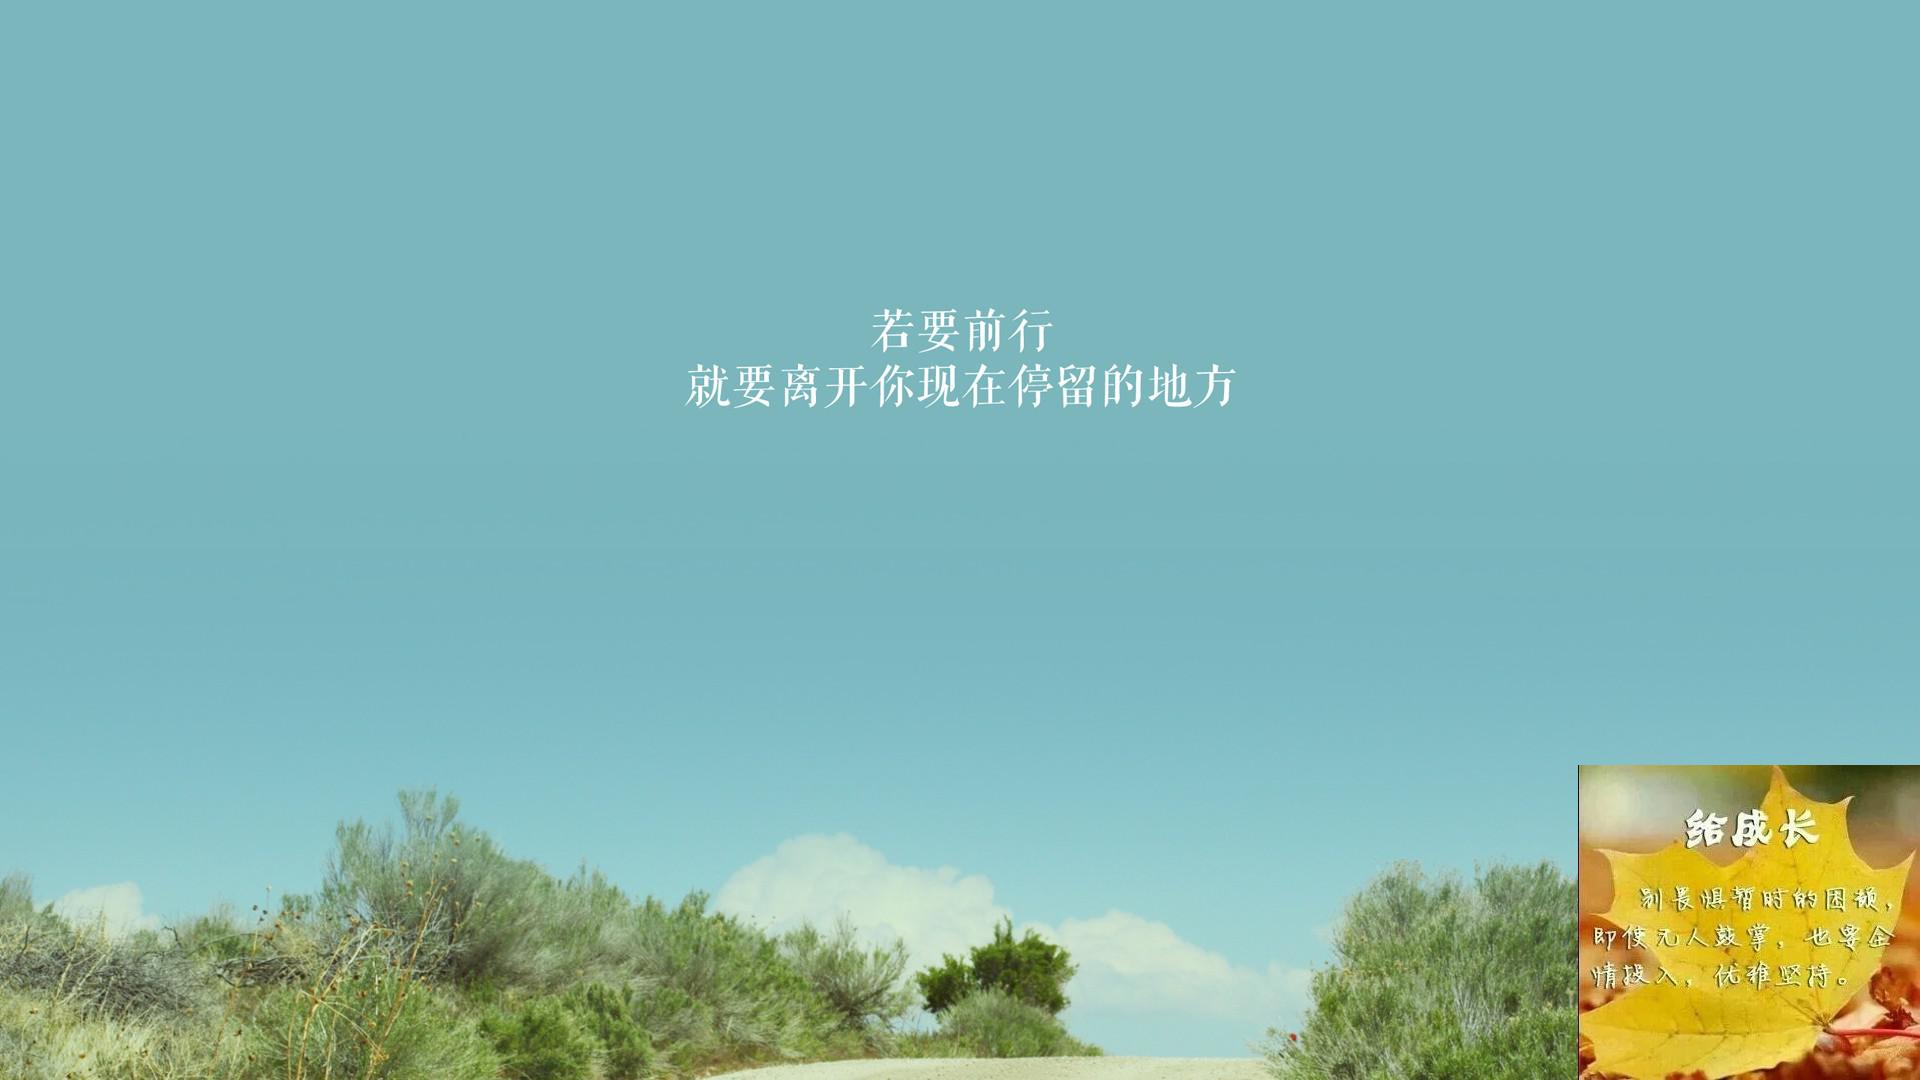 若要前行
就要离开你现在停留的地方
给成长
别畏惧暂时的困顿，
即使无人鼓掌，也要全
情投入，优雅坚持。